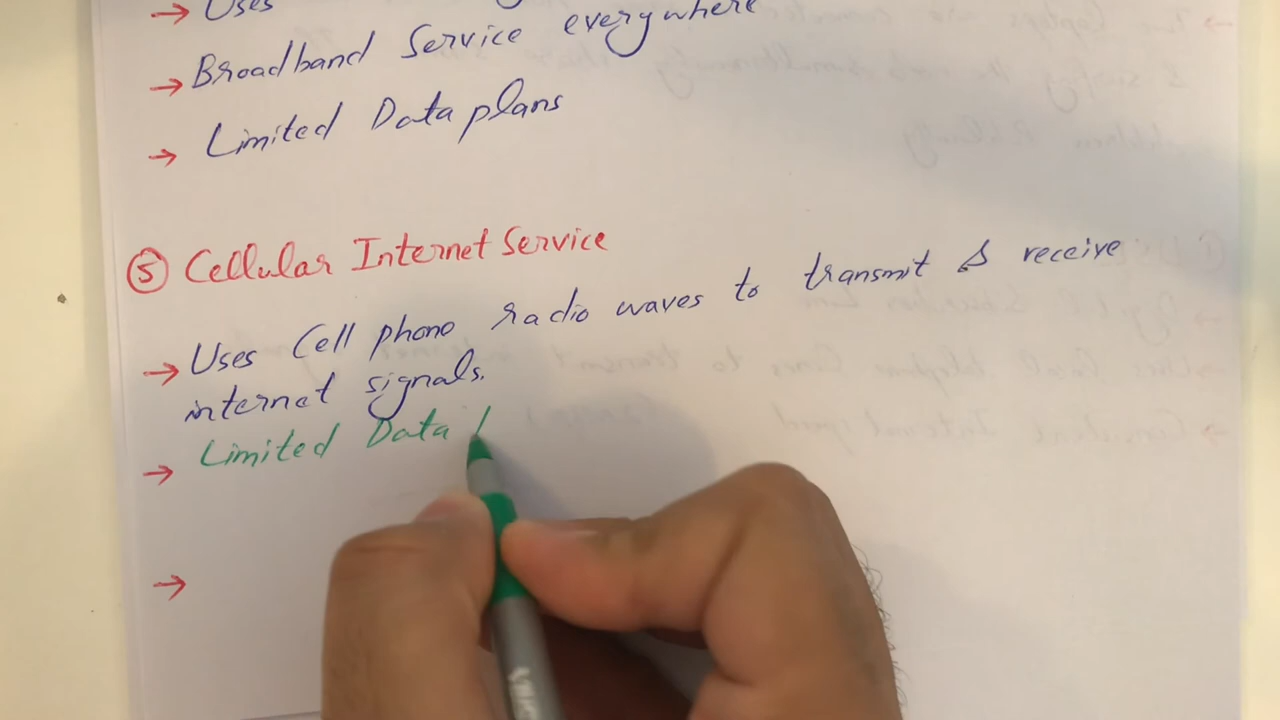 → Uses
→ Broadband Service everywhere
→ Limited Data plans
⑤ Cellular Internet Service
→ Uses Cell phone radio waves to transmit & receive
internet signals.
→ Limited Data
→